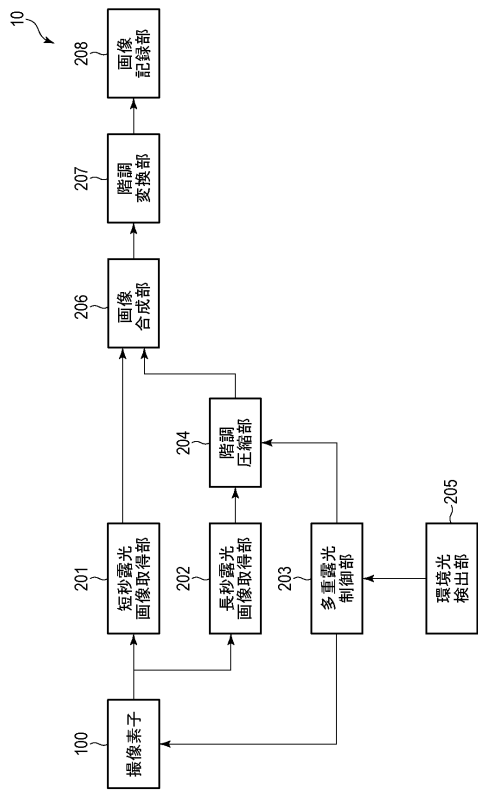 10
100
撮像素子
201
短秒露光
画像取得部
202
長秒露光
画像取得部
203
多重露光
制御部
204
階調
圧縮部
205
環境光
検出部
206
画像
合成部
207
階調
変換部
208
画像
記録部